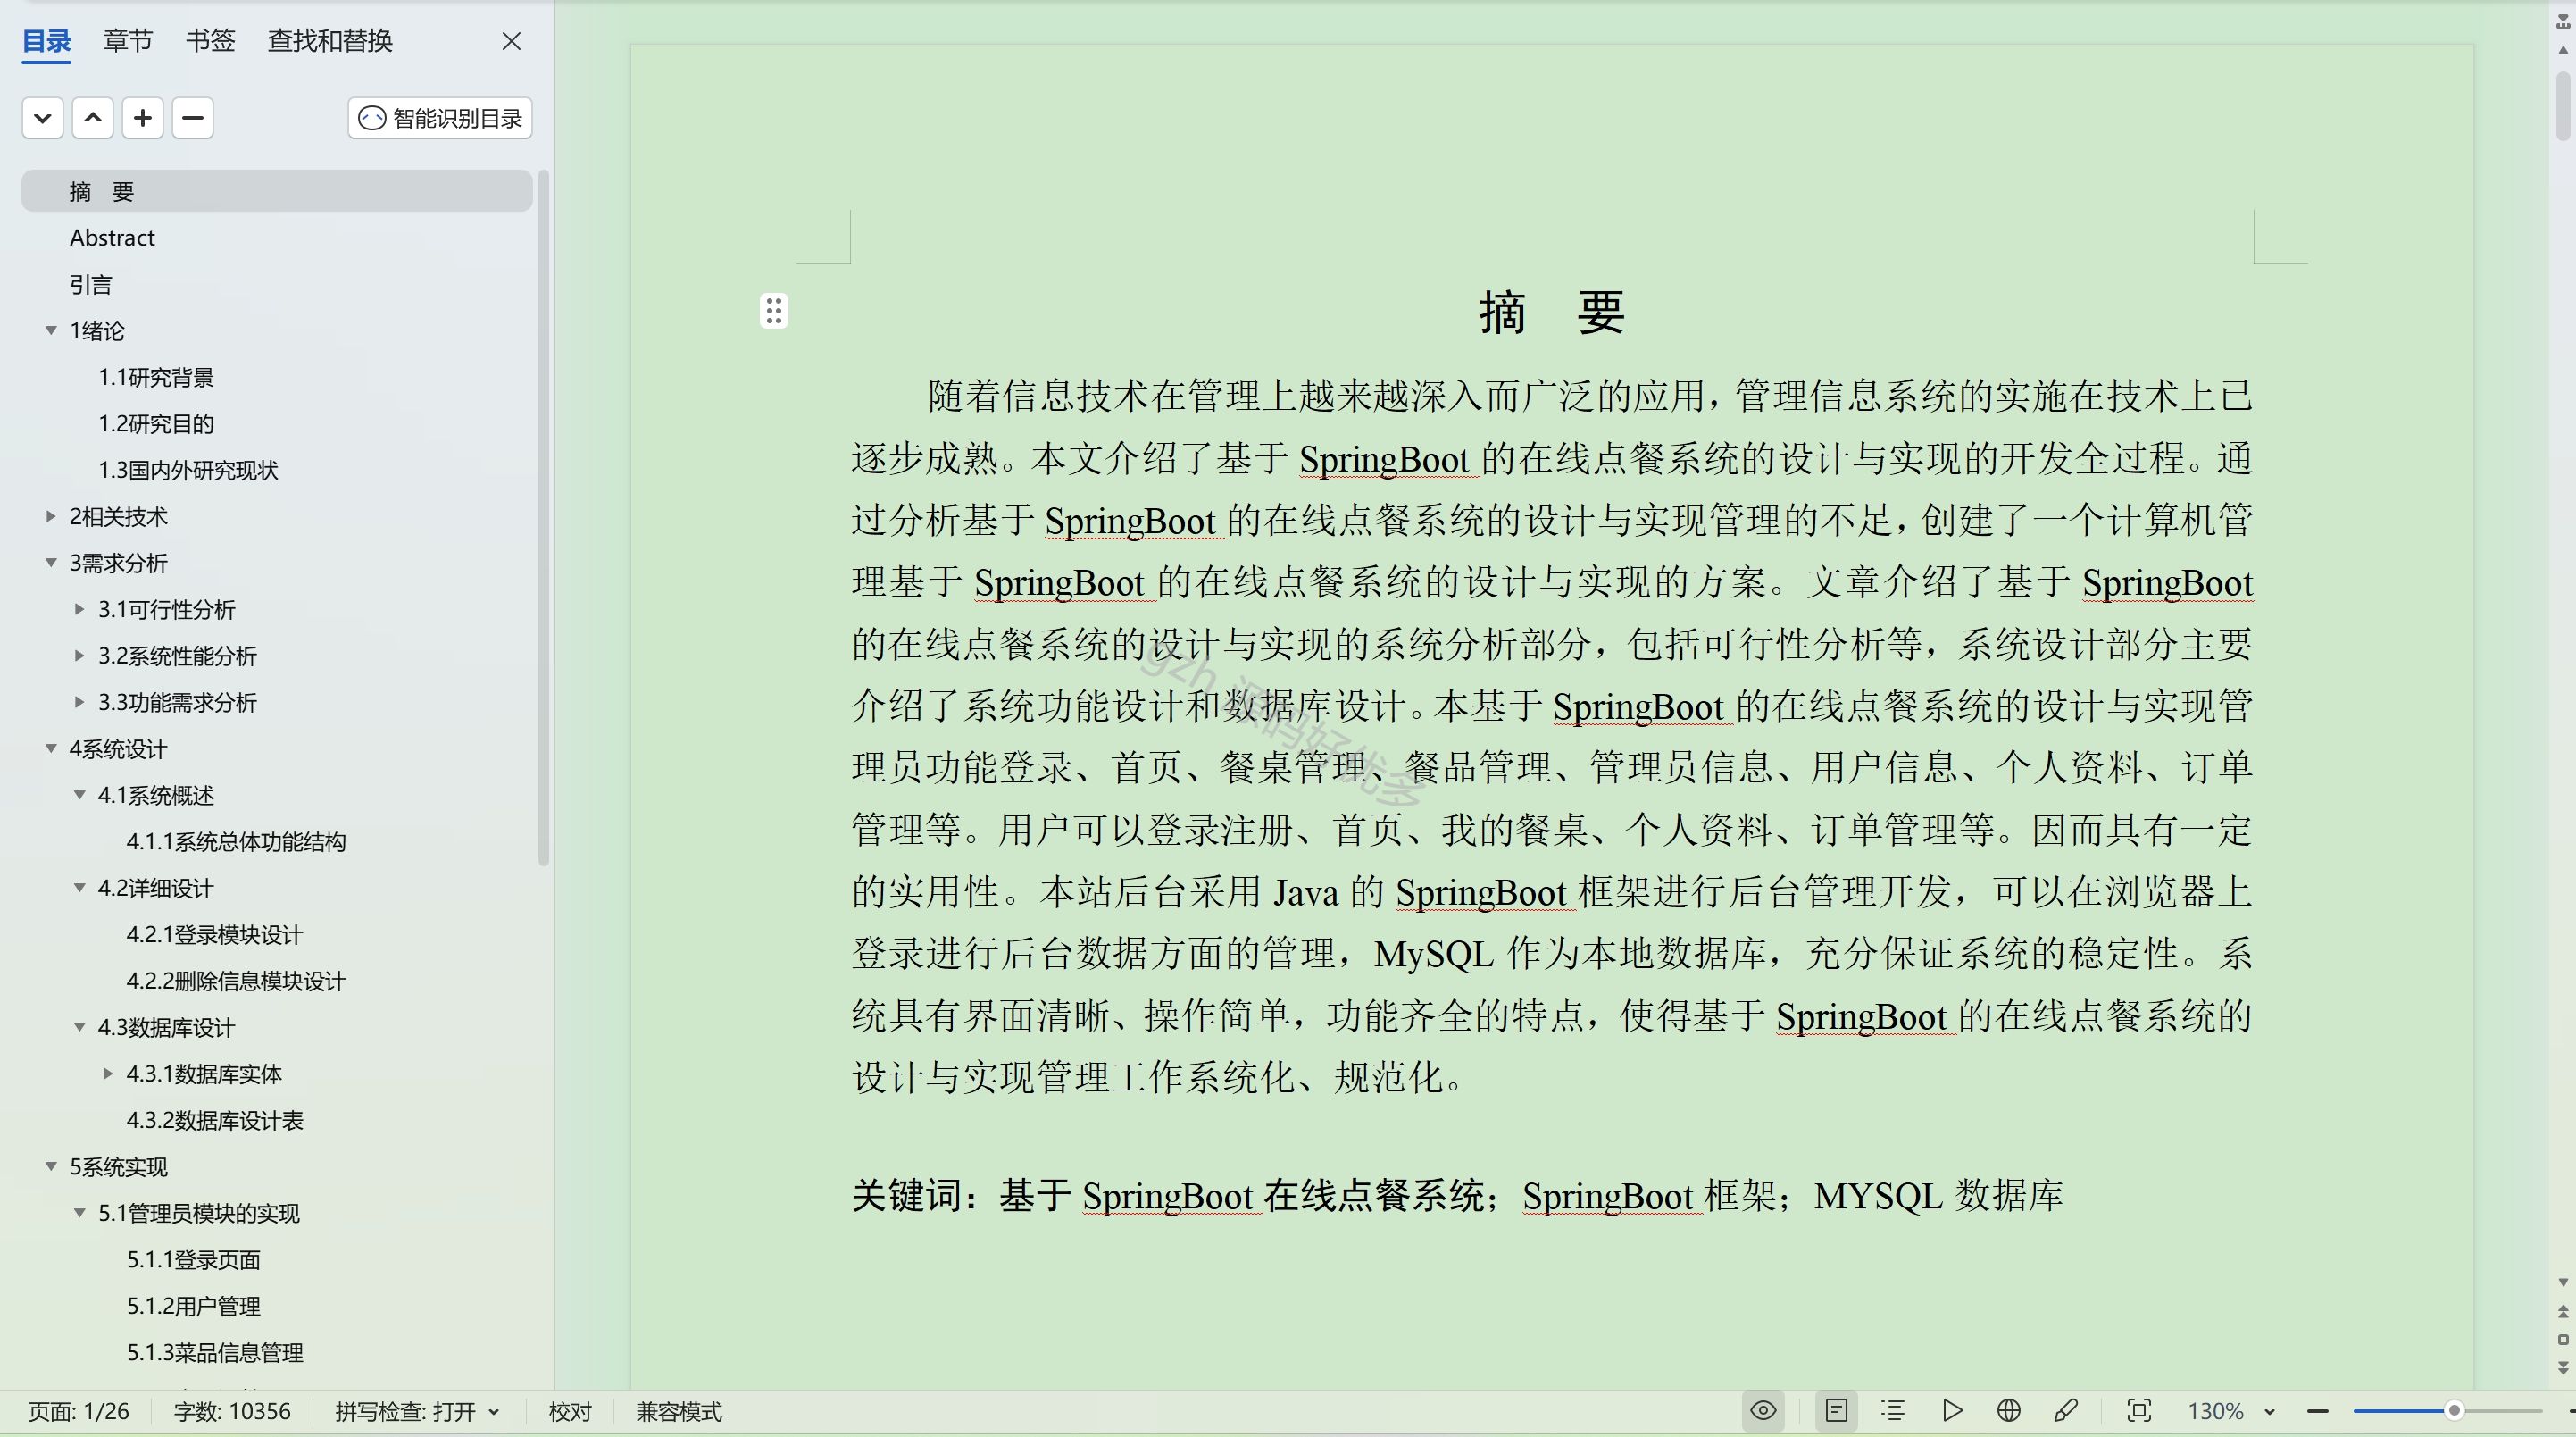 目录 章节 书签 查找和替换
智能识别目录
摘 要
Abstract
引言
1绪论
1.1研究背景
1.2研究目的
1.3国内外研究现状
2相关技术
3需求分析
3.1可行性分析
3.2系统性能分析
3.3功能需求分析
4系统设计
4.1系统概述
4.1.1系统总体功能结构
4.2详细设计
4.2.1登录模块设计
4.2.2删除信息模块设计
4.3数据库设计
4.3.1数据库实体
4.3.2数据库设计表
5系统实现
5.1管理员模块的实现
5.1.1登录页面
5.1.2用户管理
5.1.3菜品信息管理
摘 要
随着信息技术在管理上越来越深入而广泛的应用，管理信息系统的实施在技术上已
逐步成熟。本文介绍了基于 SpringBoot 的在线点餐系统的设计与实现的开发全过程。通
过分析基于 SpringBoot 的在线点餐系统的设计与实现管理的不足，创建了一个计算机管
理基于 SpringBoot 的在线点餐系统的设计与实现的方案。文章介绍了基于 SpringBoot
的在线点餐系统的设计与实现的系统分析部分，包括可行性分析等，系统设计部分主要
介绍了系统功能设计和数据库设计。本基于 SpringBoot 的在线点餐系统的设计与实现管
理员功能登录、首页、餐桌管理、餐品管理、管理员信息、用户信息、个人资料、订单
管理等。用户可以登录注册、首页、我的餐桌、个人资料、订单管理等。因而具有一定
的实用性。本站后台采用 Java 的 SpringBoot 框架进行后台管理开发，可以在浏览器上
登录进行后台数据方面的管理，MySQL 作为本地数据库，充分保证系统的稳定性。系
统具有界面清晰、操作简单，功能齐全的特点，使得基于 SpringBoot 的在线点餐系统的
设计与实现管理工作系统化、规范化。
关键词：基于 SpringBoot 在线点餐系统；SpringBoot 框架；MYSQL 数据库
gzh 源码好优多
页面: 1/26 字数: 10356 拼写检查: 打开 校对 兼容模式 130%